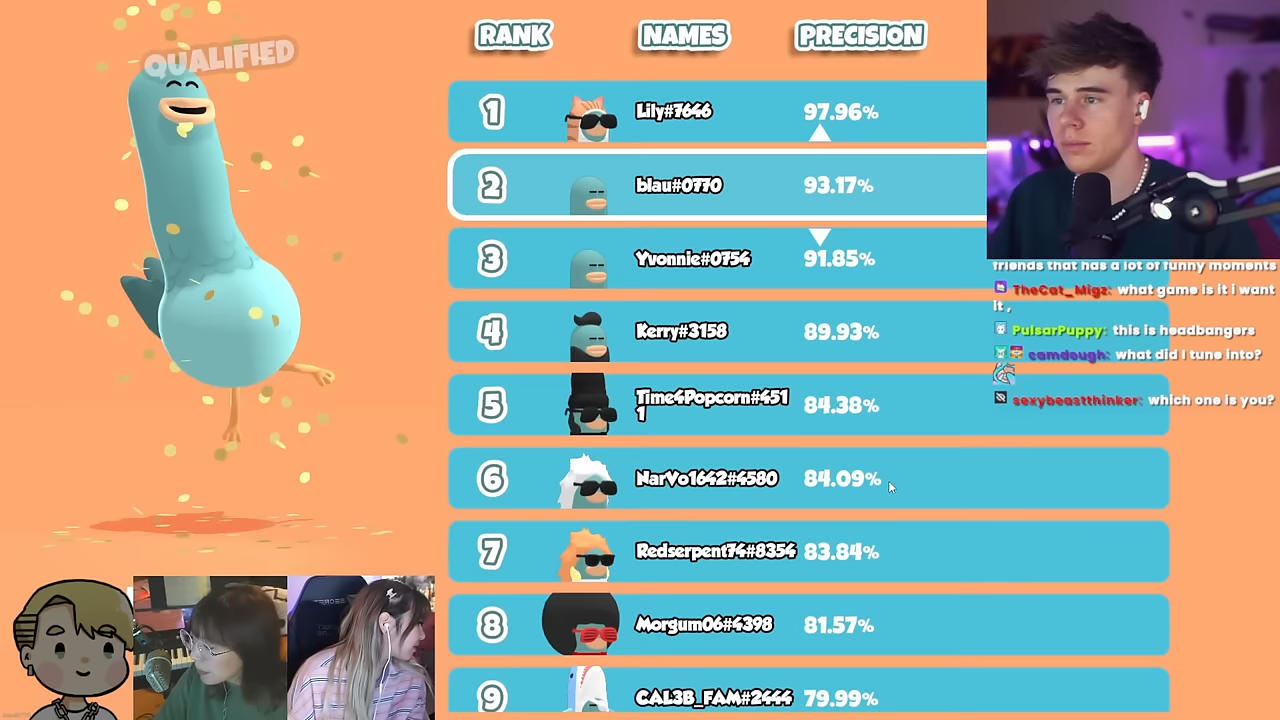 QUALIFIED
RANK NAMES PRECISION
1 Lily#7646 97.96%
2 blau#0770 93.17%
3 Yvonnie#0754 91.85%
4 Kerry#3158 89.93%
5 Time4Popcorn#451
1 84.38%
6 NarVo1642#4580 84.09%
7 Redserpent74#8354 83.84%
8 Morgum06#4398 81.57%
9 CAL3B_FAM#2444 79.99%
friends that has a lot of funny moments
TheCat_Migz: what game is it i want
it ,
PulsarPuppy: this is headbangers
camdough: what did I tune into?
sexybeastthinker: which one is you?